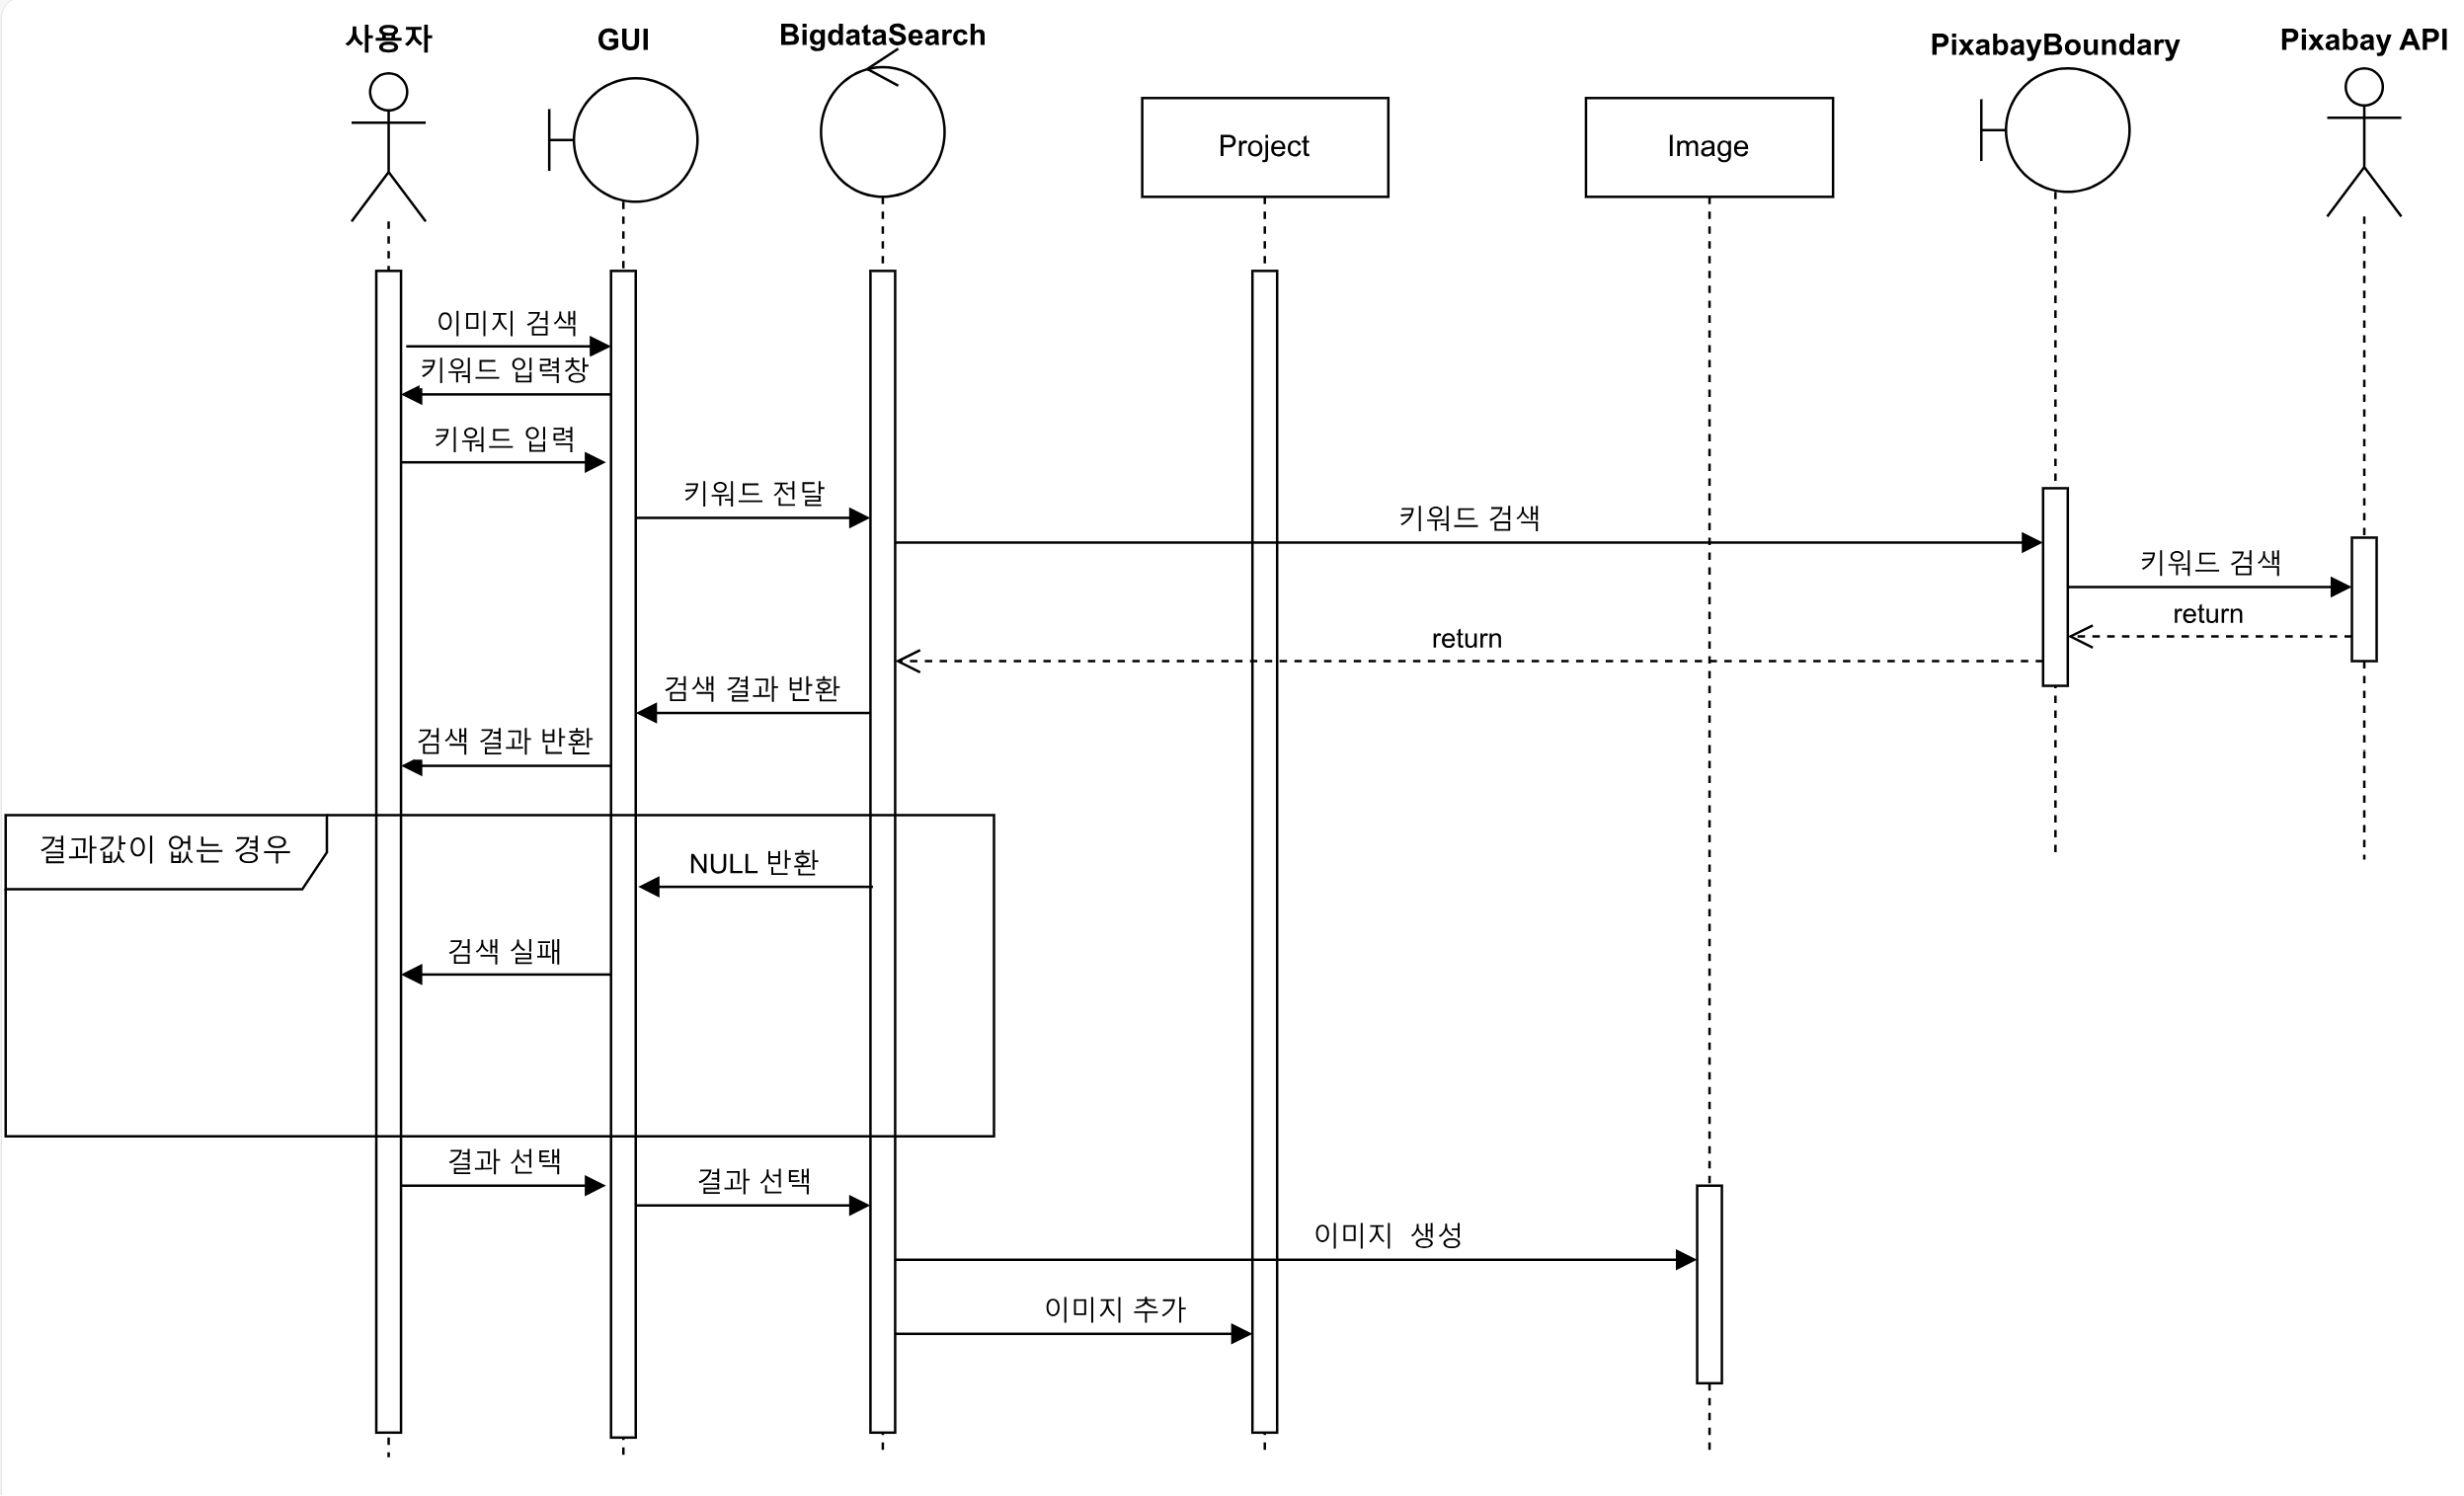 사용자
GUI
BigdataSearch
Project
Image
PixabayBoundary
Pixabay API
이미지 검색
키워드 입력창
키워드 입력
키워드 전달
키워드 검색
키워드 검색
return
return
검색 결과 반환
검색 결과 반환
결과값이 없는 경우
NULL 반환
검색 실패
결과 선택
결과 선택
이미지 생성
이미지 추가